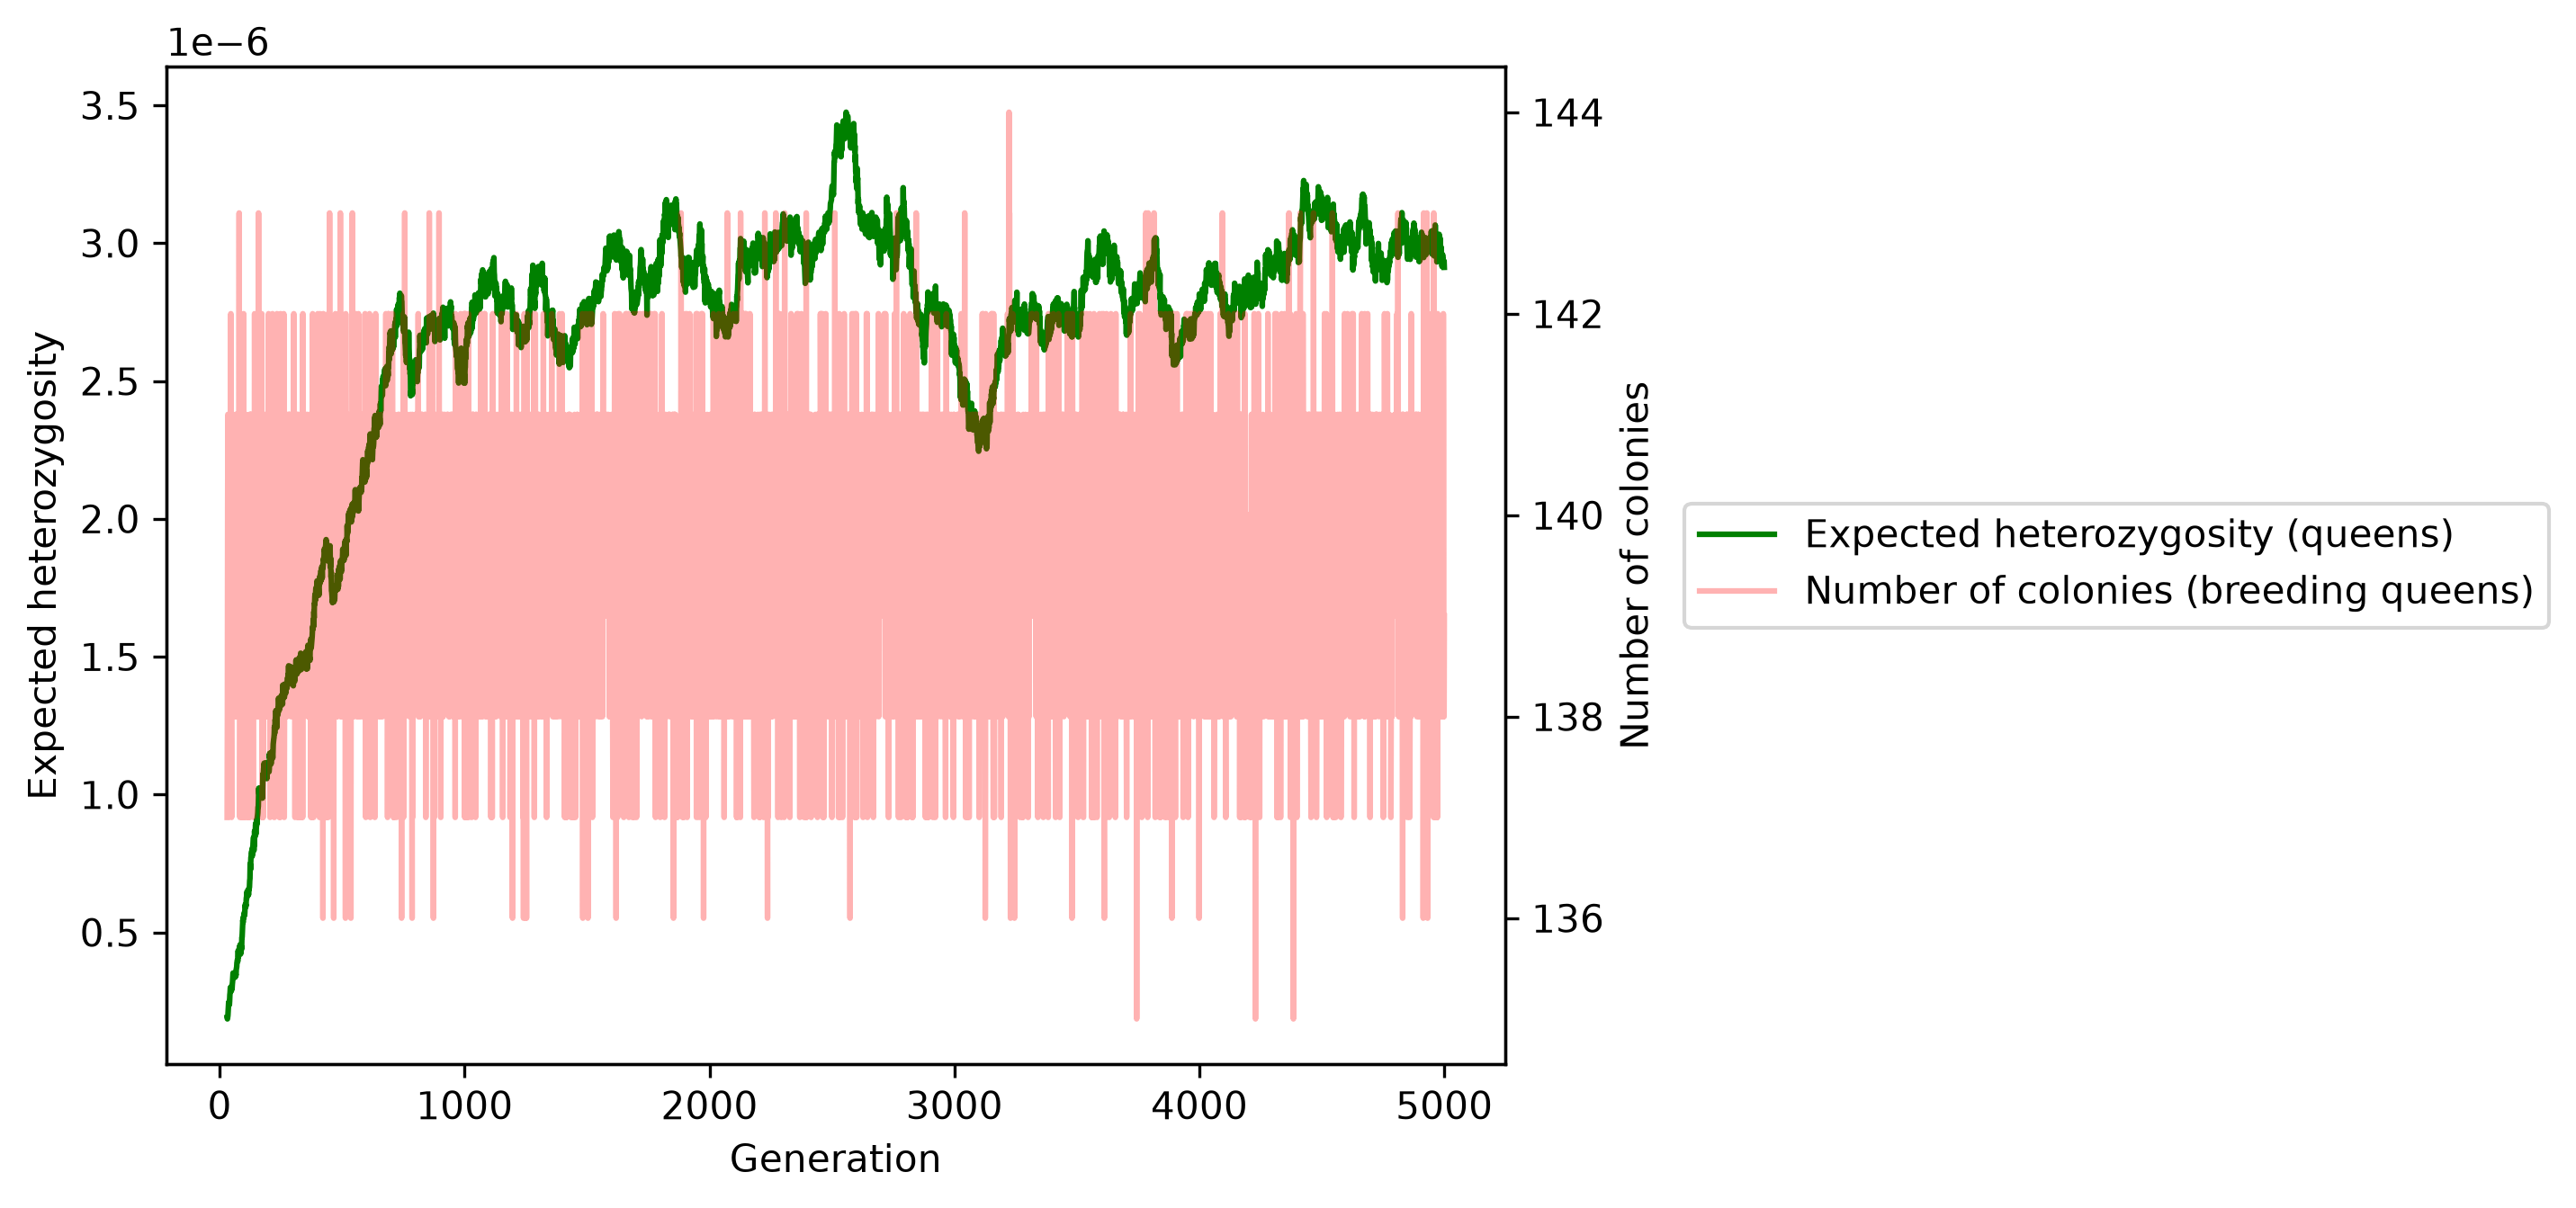 1e−6
3.5
3.0
2.5
2.0
1.5
1.0
0.5
Expected heterozygosity
0 1000 2000 3000 4000 5000
Generation
144
142
140
138
136
Number of colonies
Expected heterozygosity (queens)
Number of colonies (breeding queens)